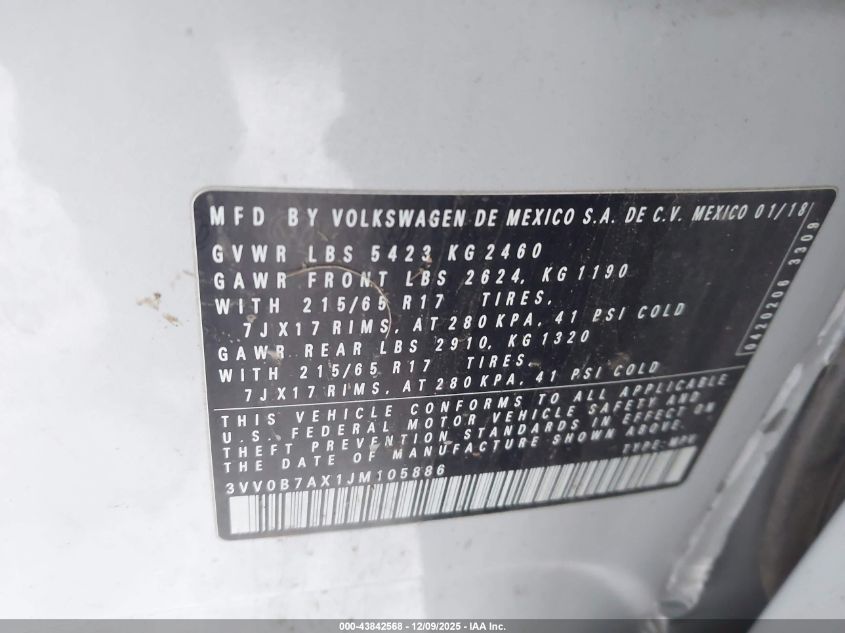 MFD BY VOLKSWAGEN DE MEXICO S.A. DE C.V. MEXICO 01/18
GVWR LBS 5423 KG 2460
GAWR FRONT LBS 2624, KG 1190
WITH 215/65 R17 TIRES,
7JX17 RIMS, AT 280 KPA, 41 PSI COLD
GAWR REAR LBS 2910, KG 1320
WITH 215/65 R17 TIRES,
7JX17 RIMS, AT 280 KPA, 41 PSI COLD
THIS VEHICLE CONFORMS TO ALL APPLICABLE
U.S. FEDERAL MOTOR VEHICLE SAFETY AND
THEFT PREVENTION STANDARDS IN EFFECT ON
THE DATE OF MANUFACTURE SHOWN ABOVE.
3VV0B7AX1JM105886
TYPE: MPV
0420206 3309
000-43842568 - 12/09/2025 - IAA Inc.